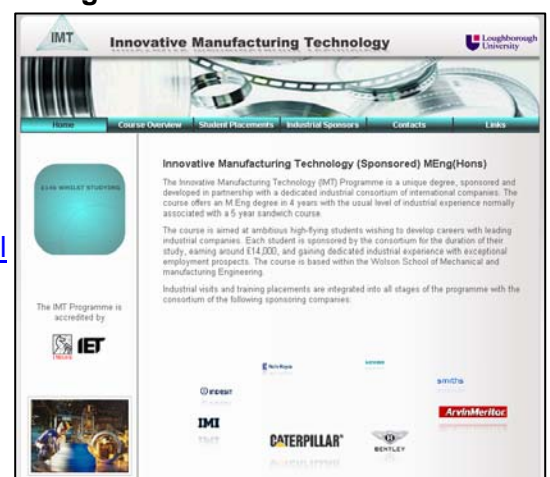 IMT
Innovative Manufacturing Technology
Loughborough
University
Home
Course Overview
Student Placements
Industrial Sponsors
Contacts
Links
£14k WHILST STUDYING
Innovative Manufacturing Technology (Sponsored) MEng(Hons)
The Innovative Manufacturing Technology (IMT) Programme is a unique degree, sponsored and
developed in partnership with a dedicated industrial consortium of international companies. The
course offers an M.Eng degree in 4 years with the usual level of industrial experience normally
associated with a 5 year sandwich course.
The course is aimed at ambitious high-flying students wishing to develop careers with leading
industrial companies. Each student is sponsored by the consortium for the duration of their
study, earning around £14,000, and gaining dedicated industrial experience with exceptional
employment prospects. The course is based within the Wolson School of Mechanical and
manufacturing Engineering.
Industrial visits and training placements are integrated into all stages of the programme with the
consortium of the following sponsoring companies:
The IMT Programme is
accredited by
IET
Rolls-Royce
SIEMENS
smiths
indesit
ArvinMeritor
IMI
CATERPILLAR
BENTLEY